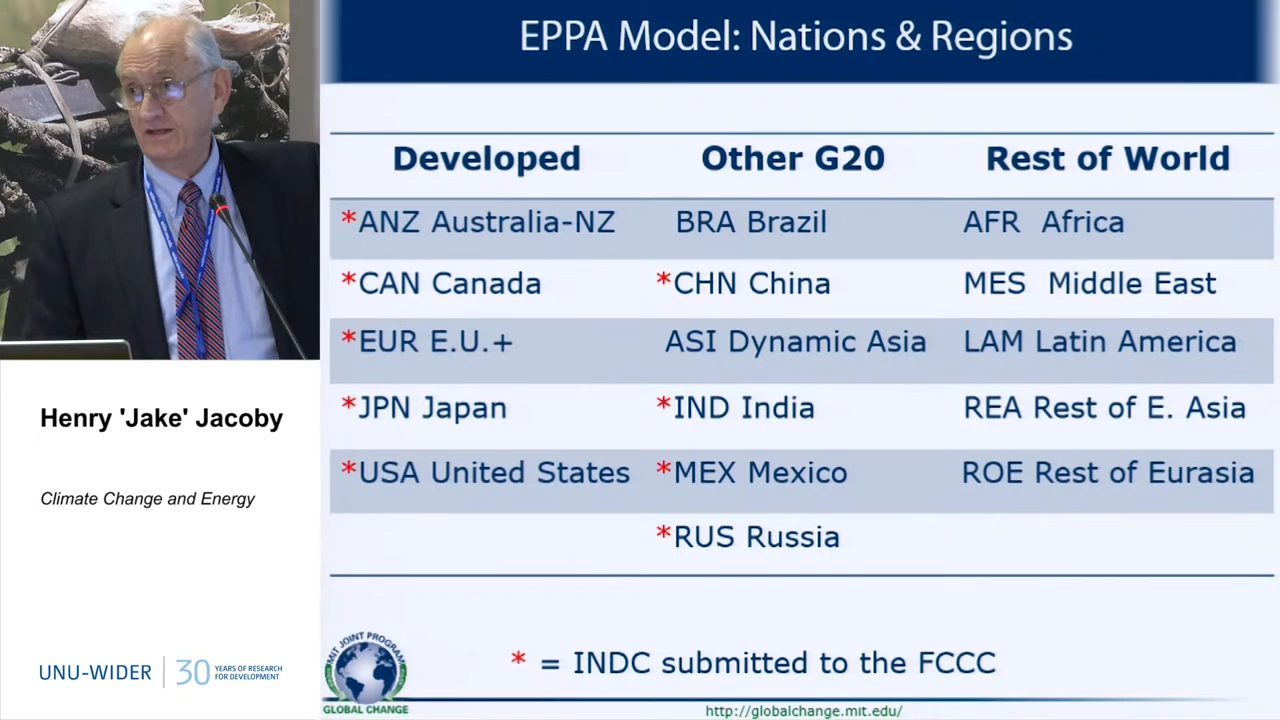 EPPA Model: Nations & Regions
Developed Other G20 Rest of World
*ANZ Australia-NZ BRA Brazil AFR Africa
*CAN Canada *CHN China MES Middle East
*EUR E.U.+ ASI Dynamic Asia LAM Latin America
*JPN Japan *IND India REA Rest of E. Asia
*USA United States *MEX Mexico ROE Rest of Eurasia
*RUS Russia
* = INDC submitted to the FCCC
MIT JOINT PROGRAM
GLOBAL CHANGE
http://globalchange.mit.edu/
Henry 'Jake' Jacoby
Climate Change and Energy
UNU-WIDER
30 YEARS OF RESEARCH
FOR DEVELOPMENT